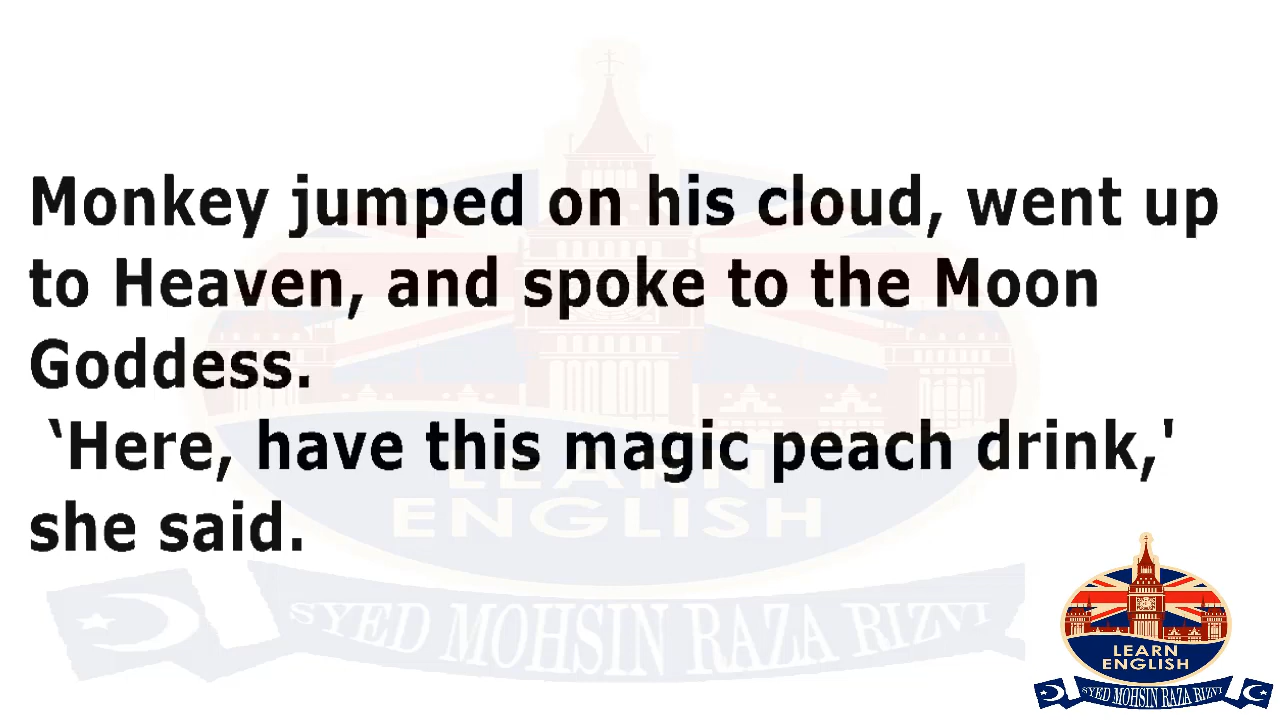 Monkey jumped on his cloud, went up
to Heaven, and spoke to the Moon
Goddess.
‘Here, have this magic peach drink,'
she said.
LEARN
ENGLISH
SYED MOHSIN RAZA RIZVI
LEARN
ENGLISH
SYED MOHSIN RAZA RIZVI